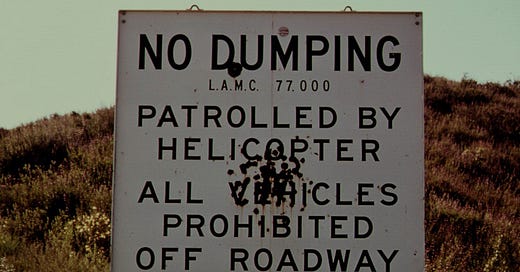 NO DUMPING
L.A.M.C. 77.000
PATROLLED BY
HELICOPTER
ALL VEHICLES
PROHIBITED
OFF ROADWAY